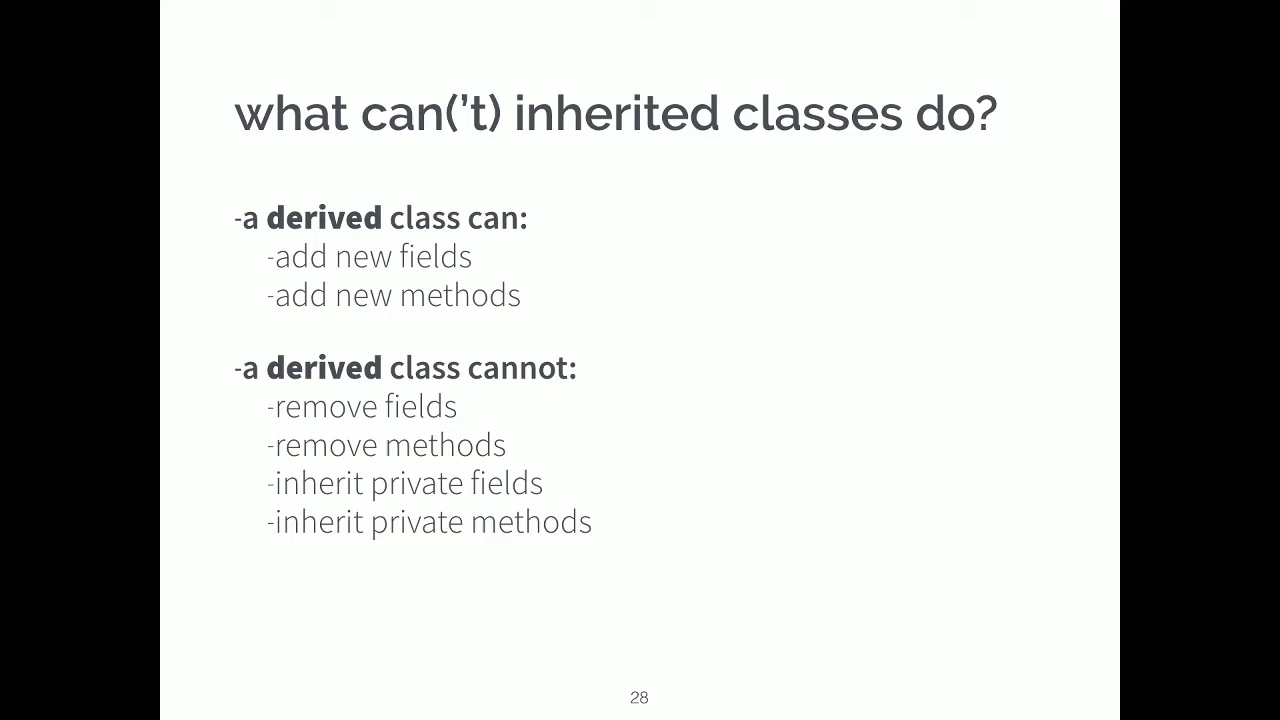 what can(’t) inherited classes do?
-a derived class can:
-add new fields
-add new methods
-a derived class cannot:
-remove fields
-remove methods
-inherit private fields
-inherit private methods
28